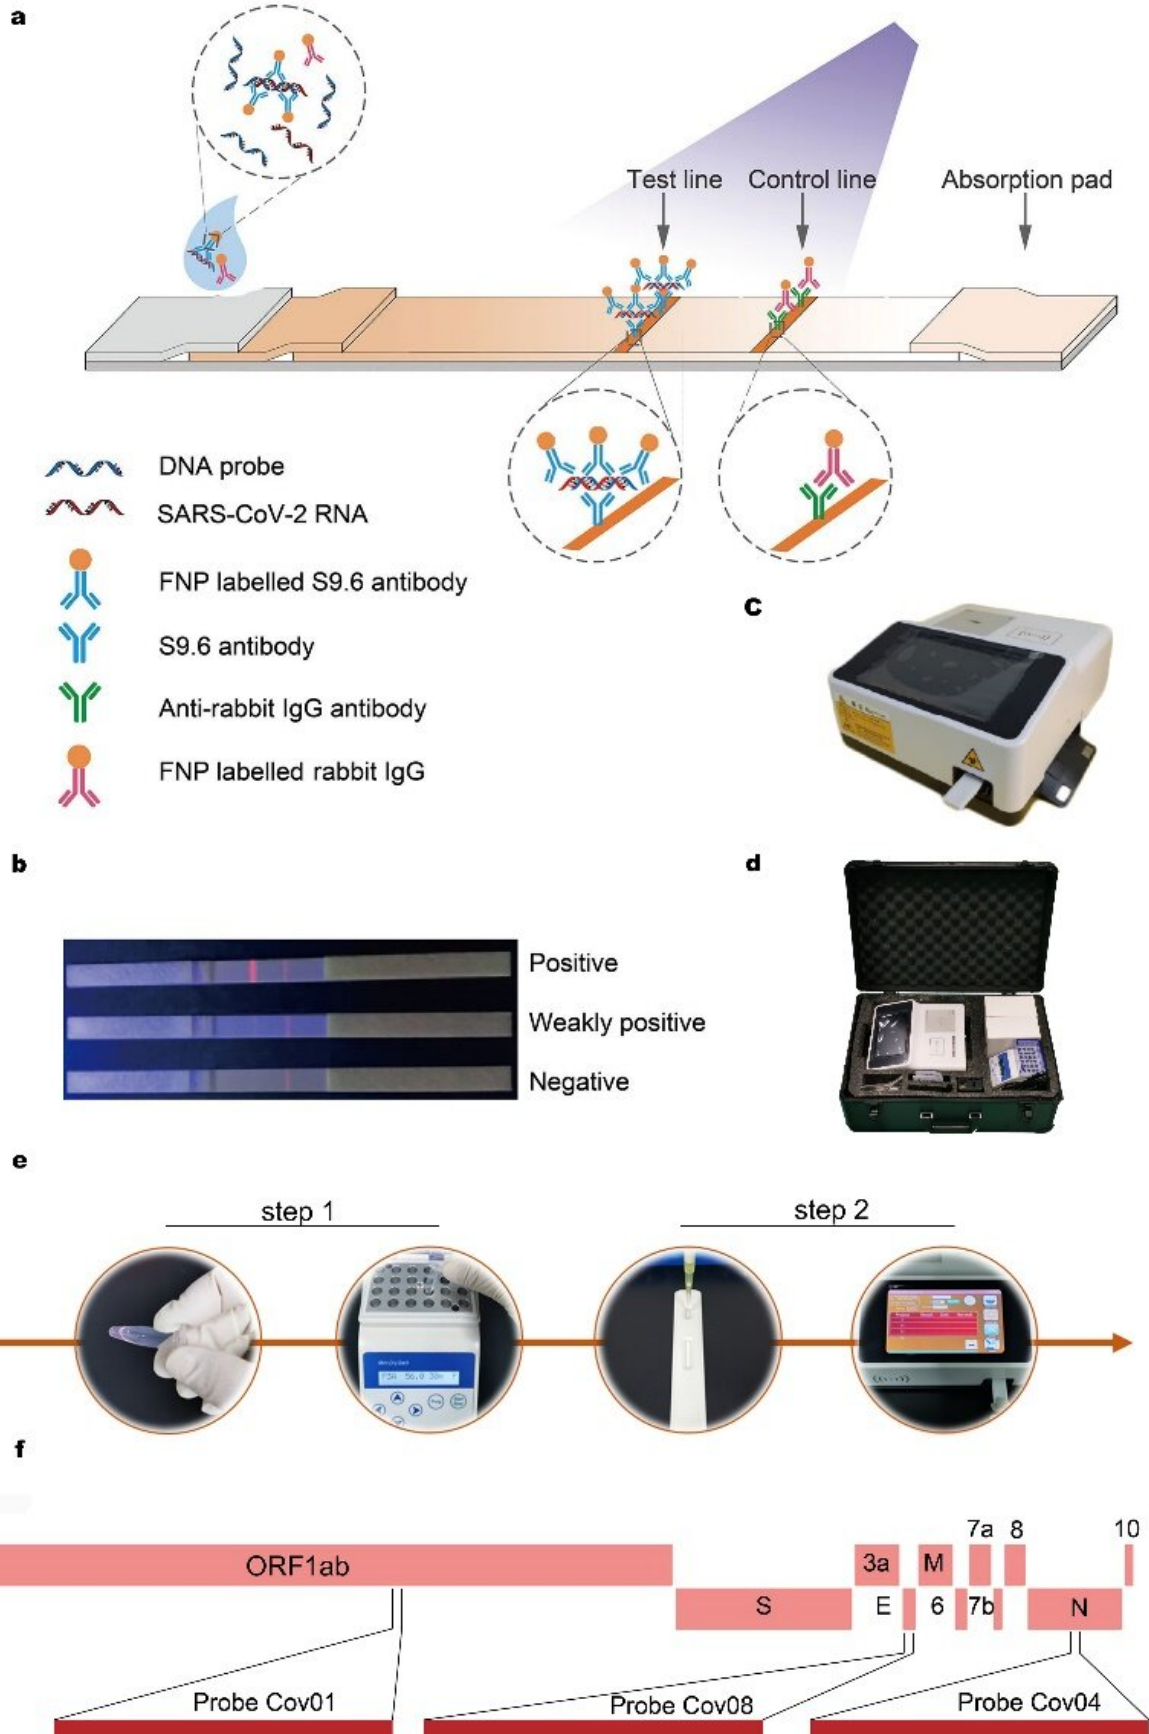 a
Test line
Control line
Absorption pad
DNA probe
SARS-CoV-2 RNA
FNP labelled S9.6 antibody
S9.6 antibody
Anti-rabbit IgG antibody
FNP labelled rabbit IgG
c
b
Positive
Weakly positive
Negative
d
e
step 1
step 2
f
7a 8 10
ORF1ab 3a M
S E 6 7b N
Probe Cov01
Probe Cov08
Probe Cov04